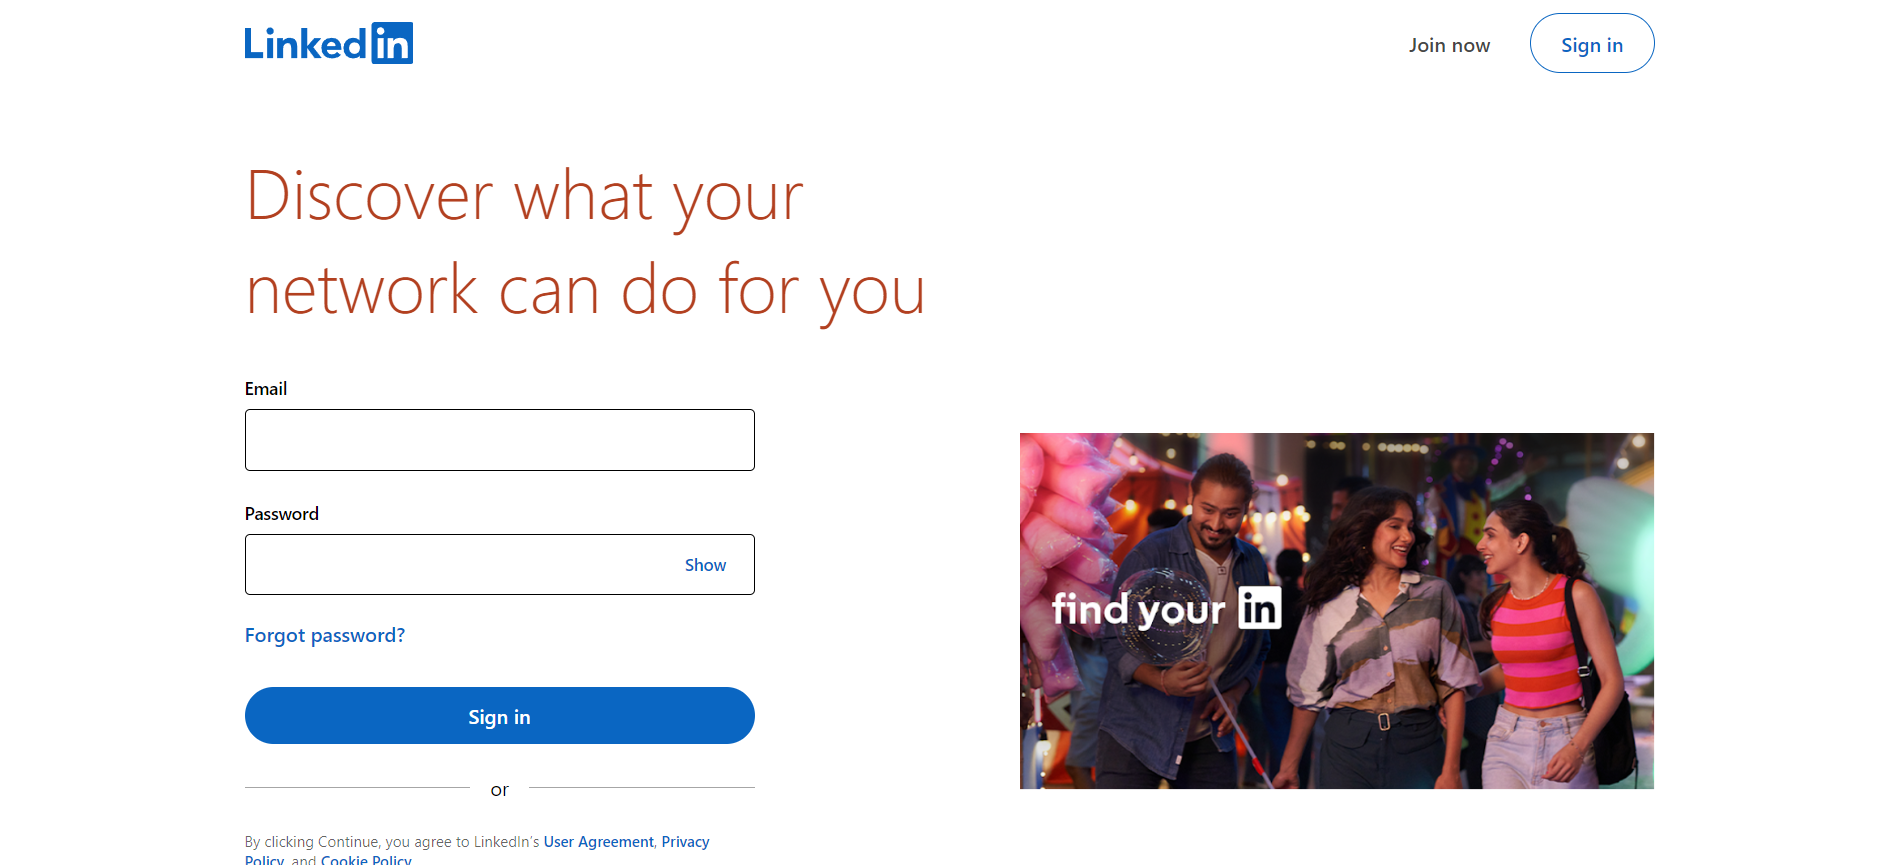 Linkedin
Join now
Sign in
Discover what your
network can do for you
Email
Password
Show
Forgot password?
Sign in
or
By clicking Continue, you agree to LinkedIn’s User Agreement, Privacy
Policy, and Cookie Policy
find your in